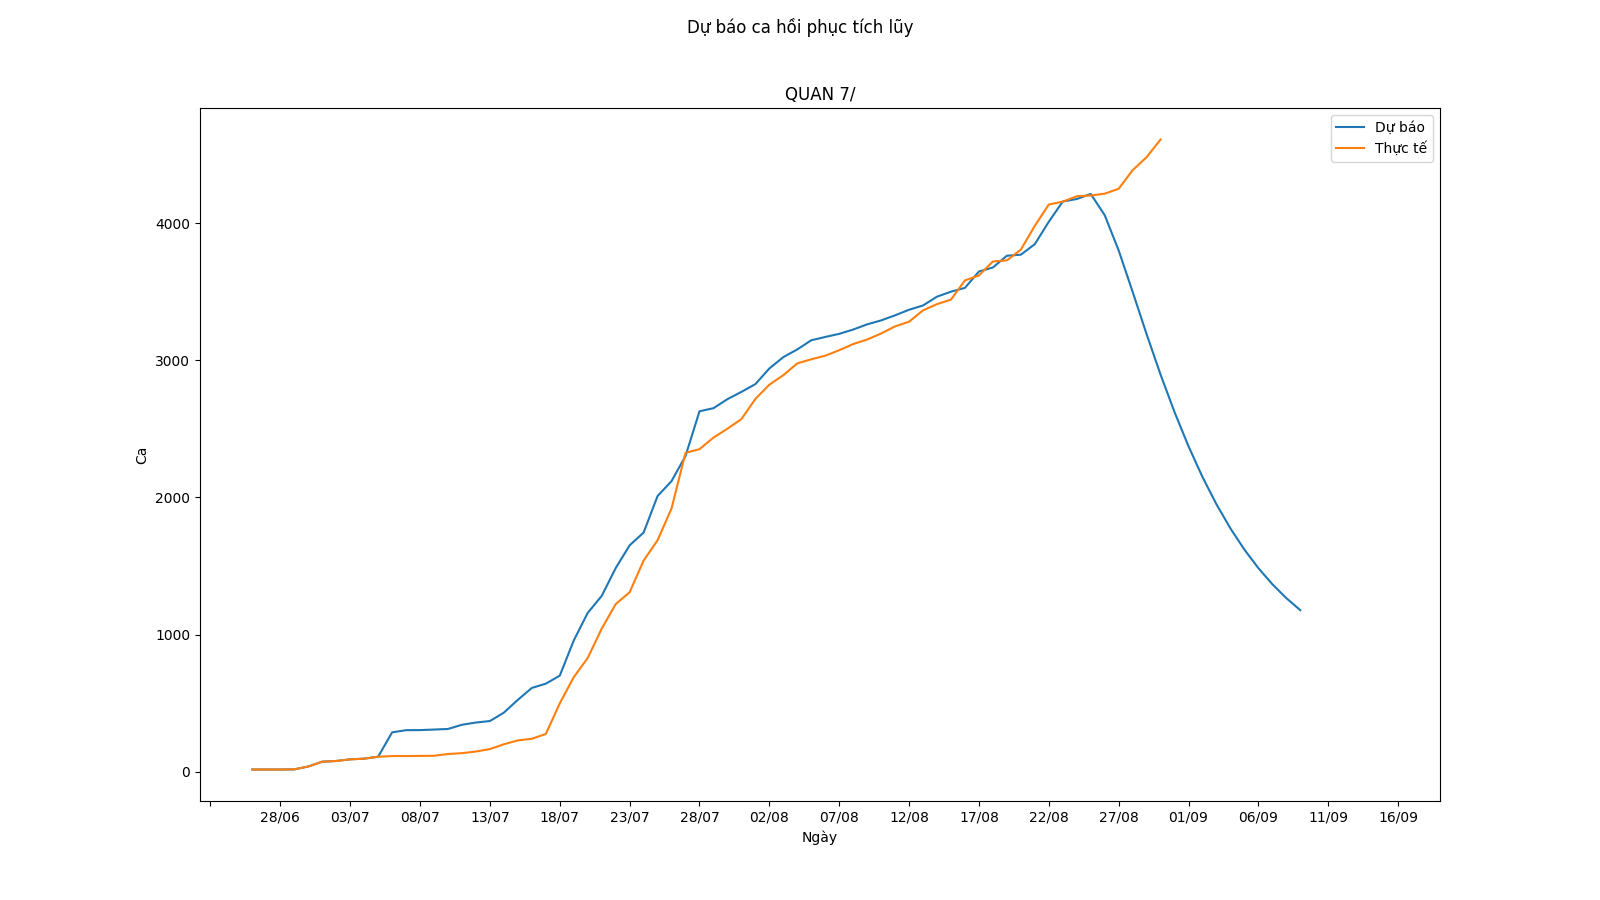 Dự báo ca hồi phục tích lũy
QUAN 7/
Dự báo
Thực tế
4000
3000
2000
1000
0
Ca
28/06 03/07 08/07 13/07 18/07 23/07 28/07 02/08 07/08 12/08 17/08 22/08 27/08 01/09 06/09 11/09 16/09
Ngày